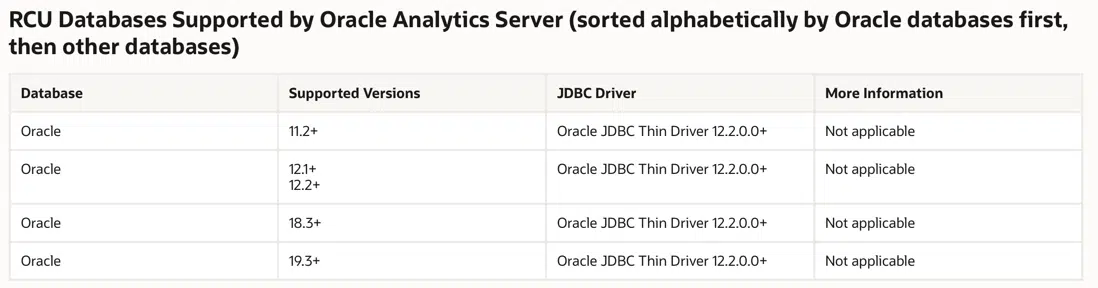 RCU Databases Supported by Oracle Analytics Server (sorted alphabetically by Oracle databases first,
then other databases)
Database Supported Versions JDBC Driver More Information
Oracle 11.2+ Oracle JDBC Thin Driver 12.2.0.0+ Not applicable
Oracle 12.1+ Oracle JDBC Thin Driver 12.2.0.0+ Not applicable
12.2+
Oracle 18.3+ Oracle JDBC Thin Driver 12.2.0.0+ Not applicable
Oracle 19.3+ Oracle JDBC Thin Driver 12.2.0.0+ Not applicable